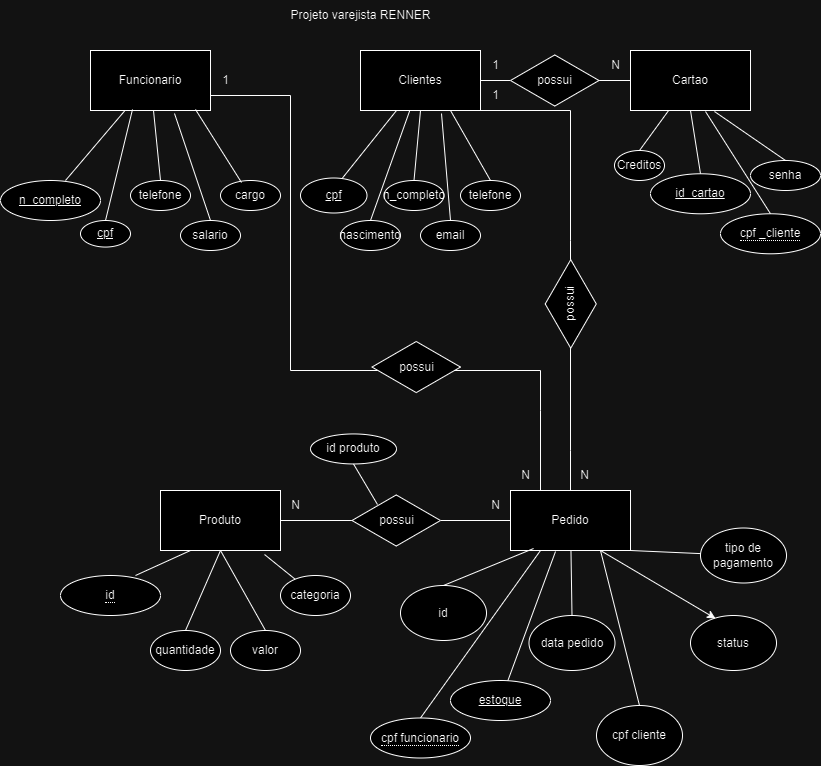 Projeto varejista RENNER
Funcionario
1
Clientes
1
possui
N
Cartao
1
n_completo
cpf
telefone
salario
cargo
cpf
nascimento
n_completo
email
telefone
Creditos
id_cartao
cpf _cliente
senha
possui
possui
N
N
id produto
Produto
N
possui
N
Pedido
id
quantidade
valor
categoria
id
cpf funcionario
estoque
data pedido
cpf cliente
status
tipo de
pagamento